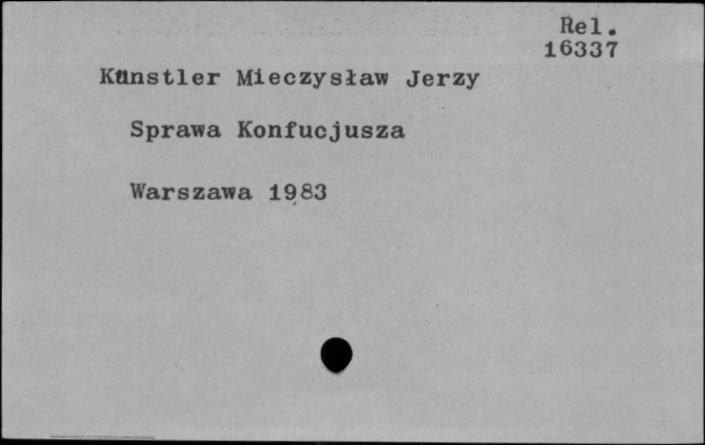 Rel.
16337
Künstler Mieczysław Jerzy
Sprawa Konfucjusza
Warszawa 1983